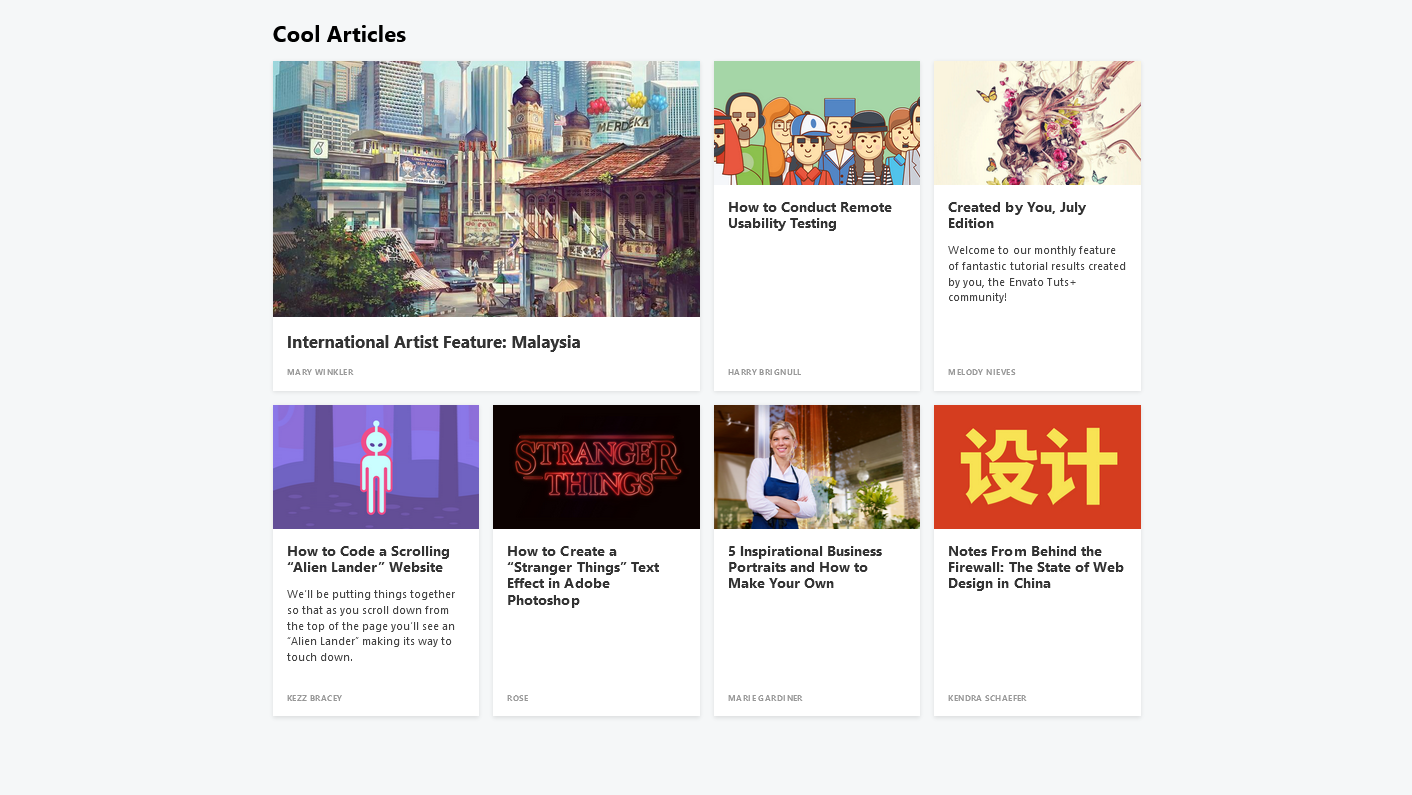 Cool Articles
MERDEKA
International Artist Feature: Malaysia
MARY WINKLER
How to Conduct Remote
Usability Testing
HARRY BRIGNULL
Created by You, July
Edition
Welcome to our monthly feature
of fantastic tutorial results created
by you, the Envato Tuts+
community!
MELODY NIEVES
How to Code a Scrolling
“Alien Lander” Website
We’ll be putting things together
so that as you scroll down from
the top of the page you’ll see an
“Alien Lander” making its way to
touch down.
KEZZ BRACEY
STRANGER
THINGS
How to Create a
“Stranger Things” Text
Effect in Adobe
Photoshop
ROSE
5 Inspirational Business
Portraits and How to
Make Your Own
MARIE GARDINER
设计
Notes From Behind the
Firewall: The State of Web
Design in China
KENDRA SCHAEFER